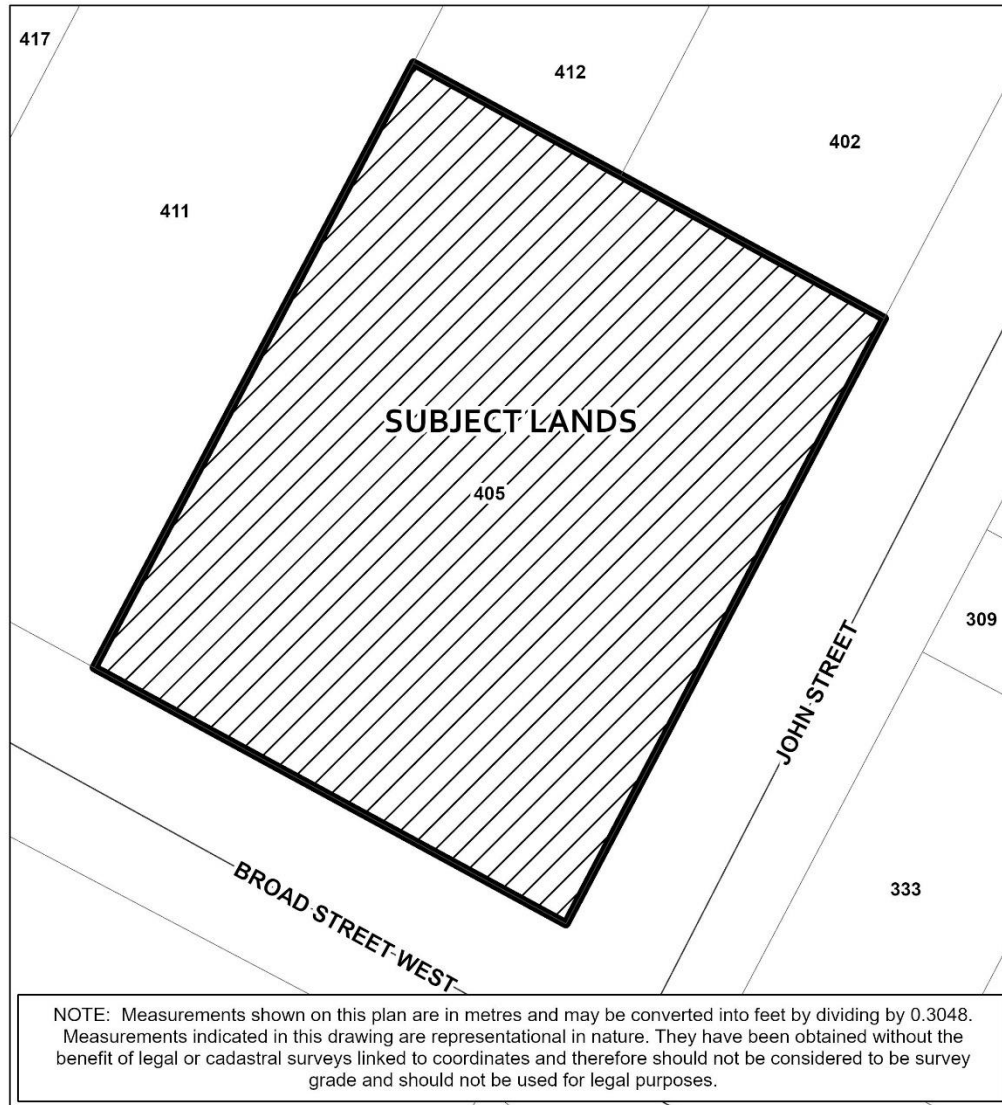 417
412
402
411
SUBJECT LANDS
405
309
JOHN STREET
333
BROAD STREET WEST
NOTE: Measurements shown on this plan are in metres and may be converted into feet by dividing by 0.3048.
Measurements indicated in this drawing are representational in nature. They have been obtained without the
benefit of legal or cadastral surveys linked to coordinates and therefore should not be considered to be survey
grade and should not be used for legal purposes.